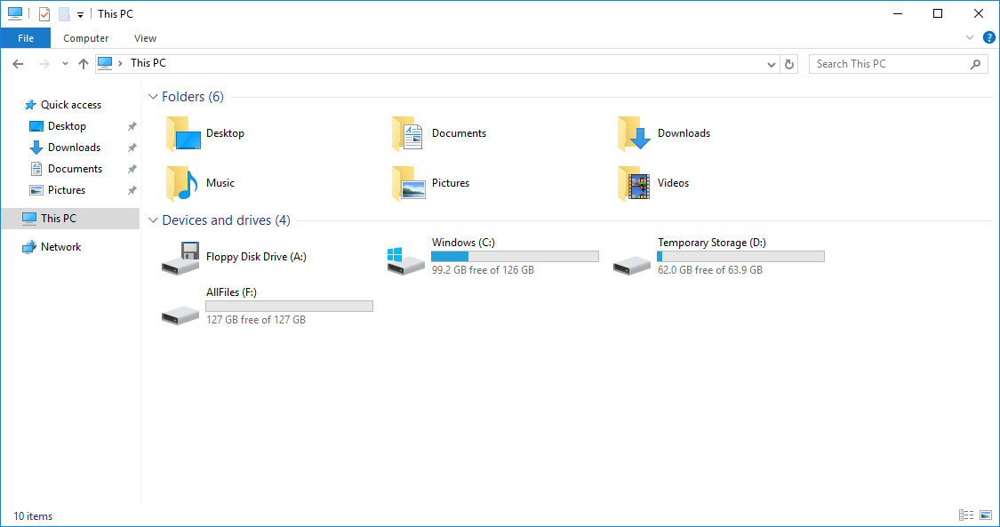 This PC
File Computer View
This PC
Search This PC
Quick access
Desktop
Downloads
Documents
Pictures
This PC
Network
Folders (6)
Desktop
Documents
Downloads
Music
Pictures
Videos
Devices and drives (4)
Floppy Disk Drive (A:)
Windows (C:)
99.2 GB free of 126 GB
Temporary Storage (D:)
62.0 GB free of 63.9 GB
AllFiles (F:)
127 GB free of 127 GB
10 items